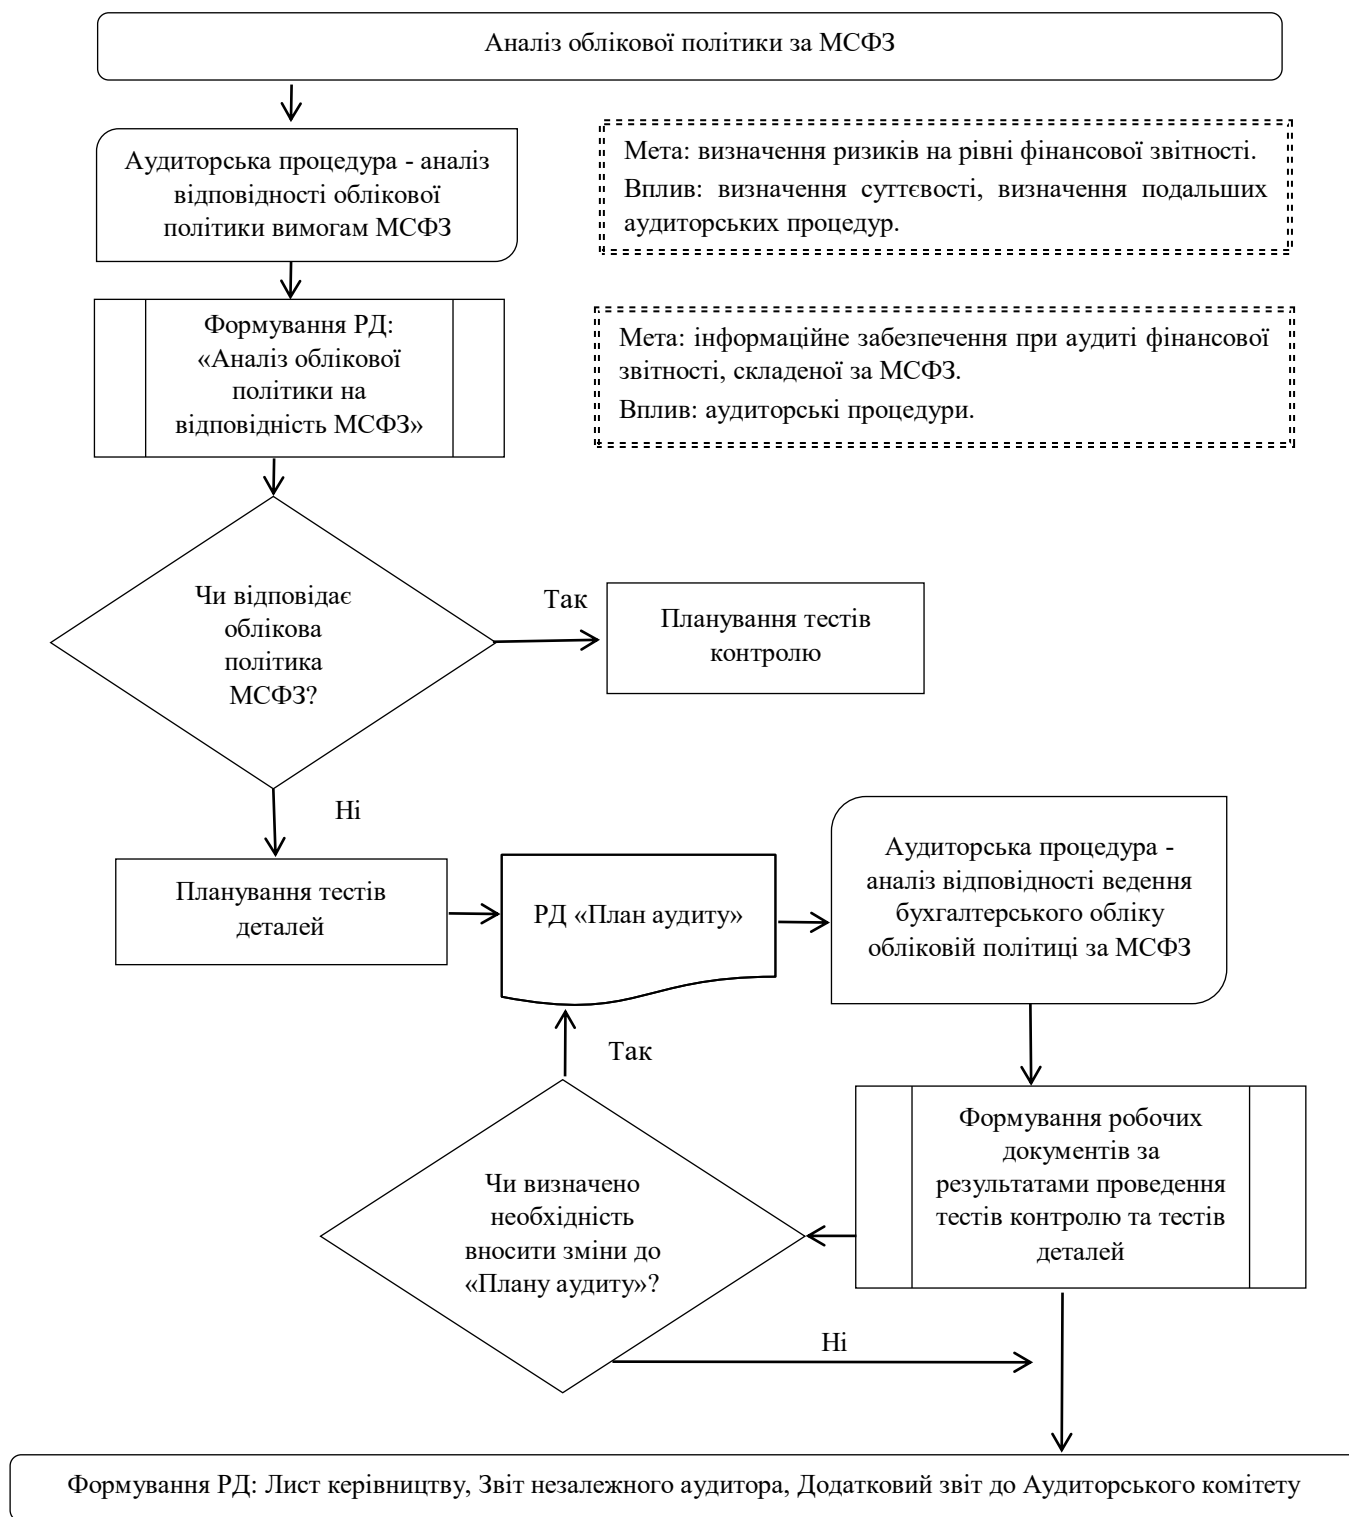 Аналіз облікової політики за МСФЗ
Аудиторська процедура - аналіз
відповідності облікової
політики вимогам МСФЗ
Мета: визначення ризиків на рівні фінансової звітності.
Вплив: визначення суттєвості, визначення подальших
аудиторських процедур.
Формування РД:
«Аналіз облікової
політики на
відповідність МСФЗ»
Мета: інформаційне забезпечення при аудиті фінансової
звітності, складеної за МСФЗ.
Вплив: аудиторські процедури.
Чи відповідає
облікова
політика
МСФЗ?
Так
Планування тестів
контролю
Ні
Планування тестів
деталей
РД «План аудиту»
Аудиторська процедура -
аналіз відповідності ведення
бухгалтерського обліку
обліковій політиці за МСФЗ
Так
Формування робочих
документів за
результатами проведення
тестів контролю та тестів
деталей
Чи визначено
необхідність
вносити зміни до
«Плану аудиту»?
Ні
Формування РД: Лист керівництву, Звіт незалежного аудитора, Додатковий звіт до Аудиторського комітету